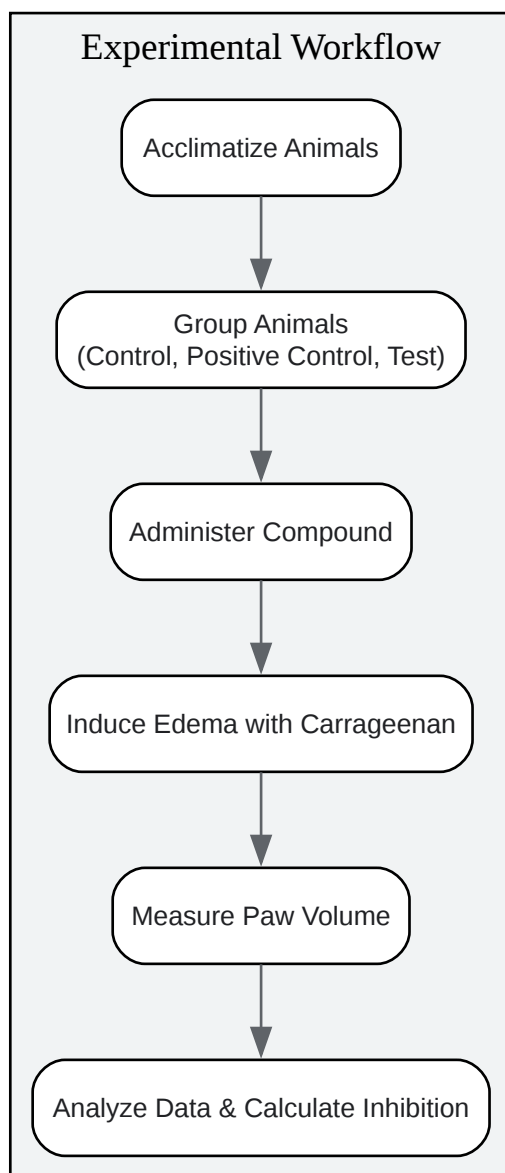 Experimental Workflow
Acclimatize Animals
Group Animals
(Control, Positive Control, Test)
Administer Compound
Induce Edema with Carrageenan
Measure Paw Volume
Analyze Data & Calculate Inhibition